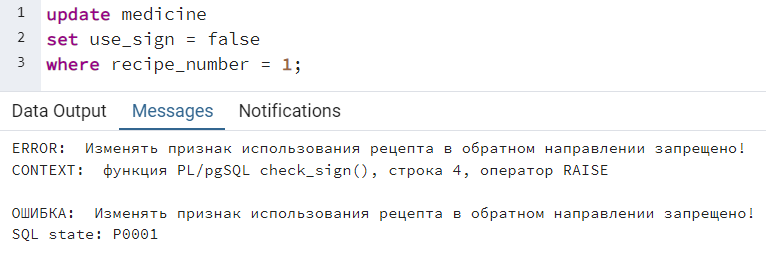 1 update medicine
2 set use_sign = false
3 where recipe_number = 1;
Data Output Messages Notifications
ERROR:  Изменять признак использования рецепта в обратном направлении запрещено!
CONTEXT:  функция PL/pgSQL check_sign(), строка 4, оператор RAISE
ОШИБКА:  Изменять признак использования рецепта в обратном направлении запрещено!
SQL state: P0001